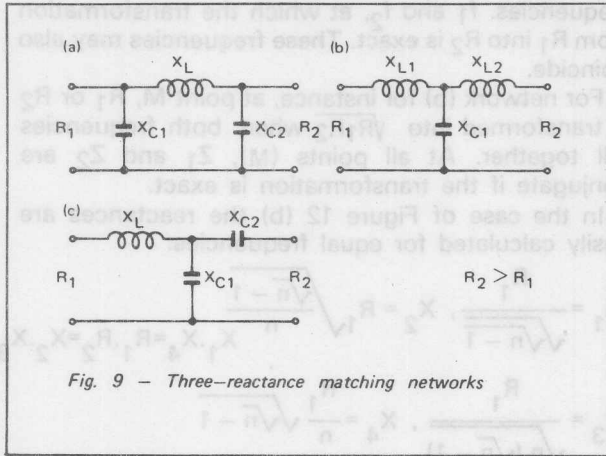 (a) X_L (b) X_L1 X_L2
R_1 X_C1 X_C2 R_2 R_1 X_C1 R_2
(c) X_L X_C2
R_1 X_C1 R_2 R_2 > R_1
Fig. 9 – Three–reactance matching networks